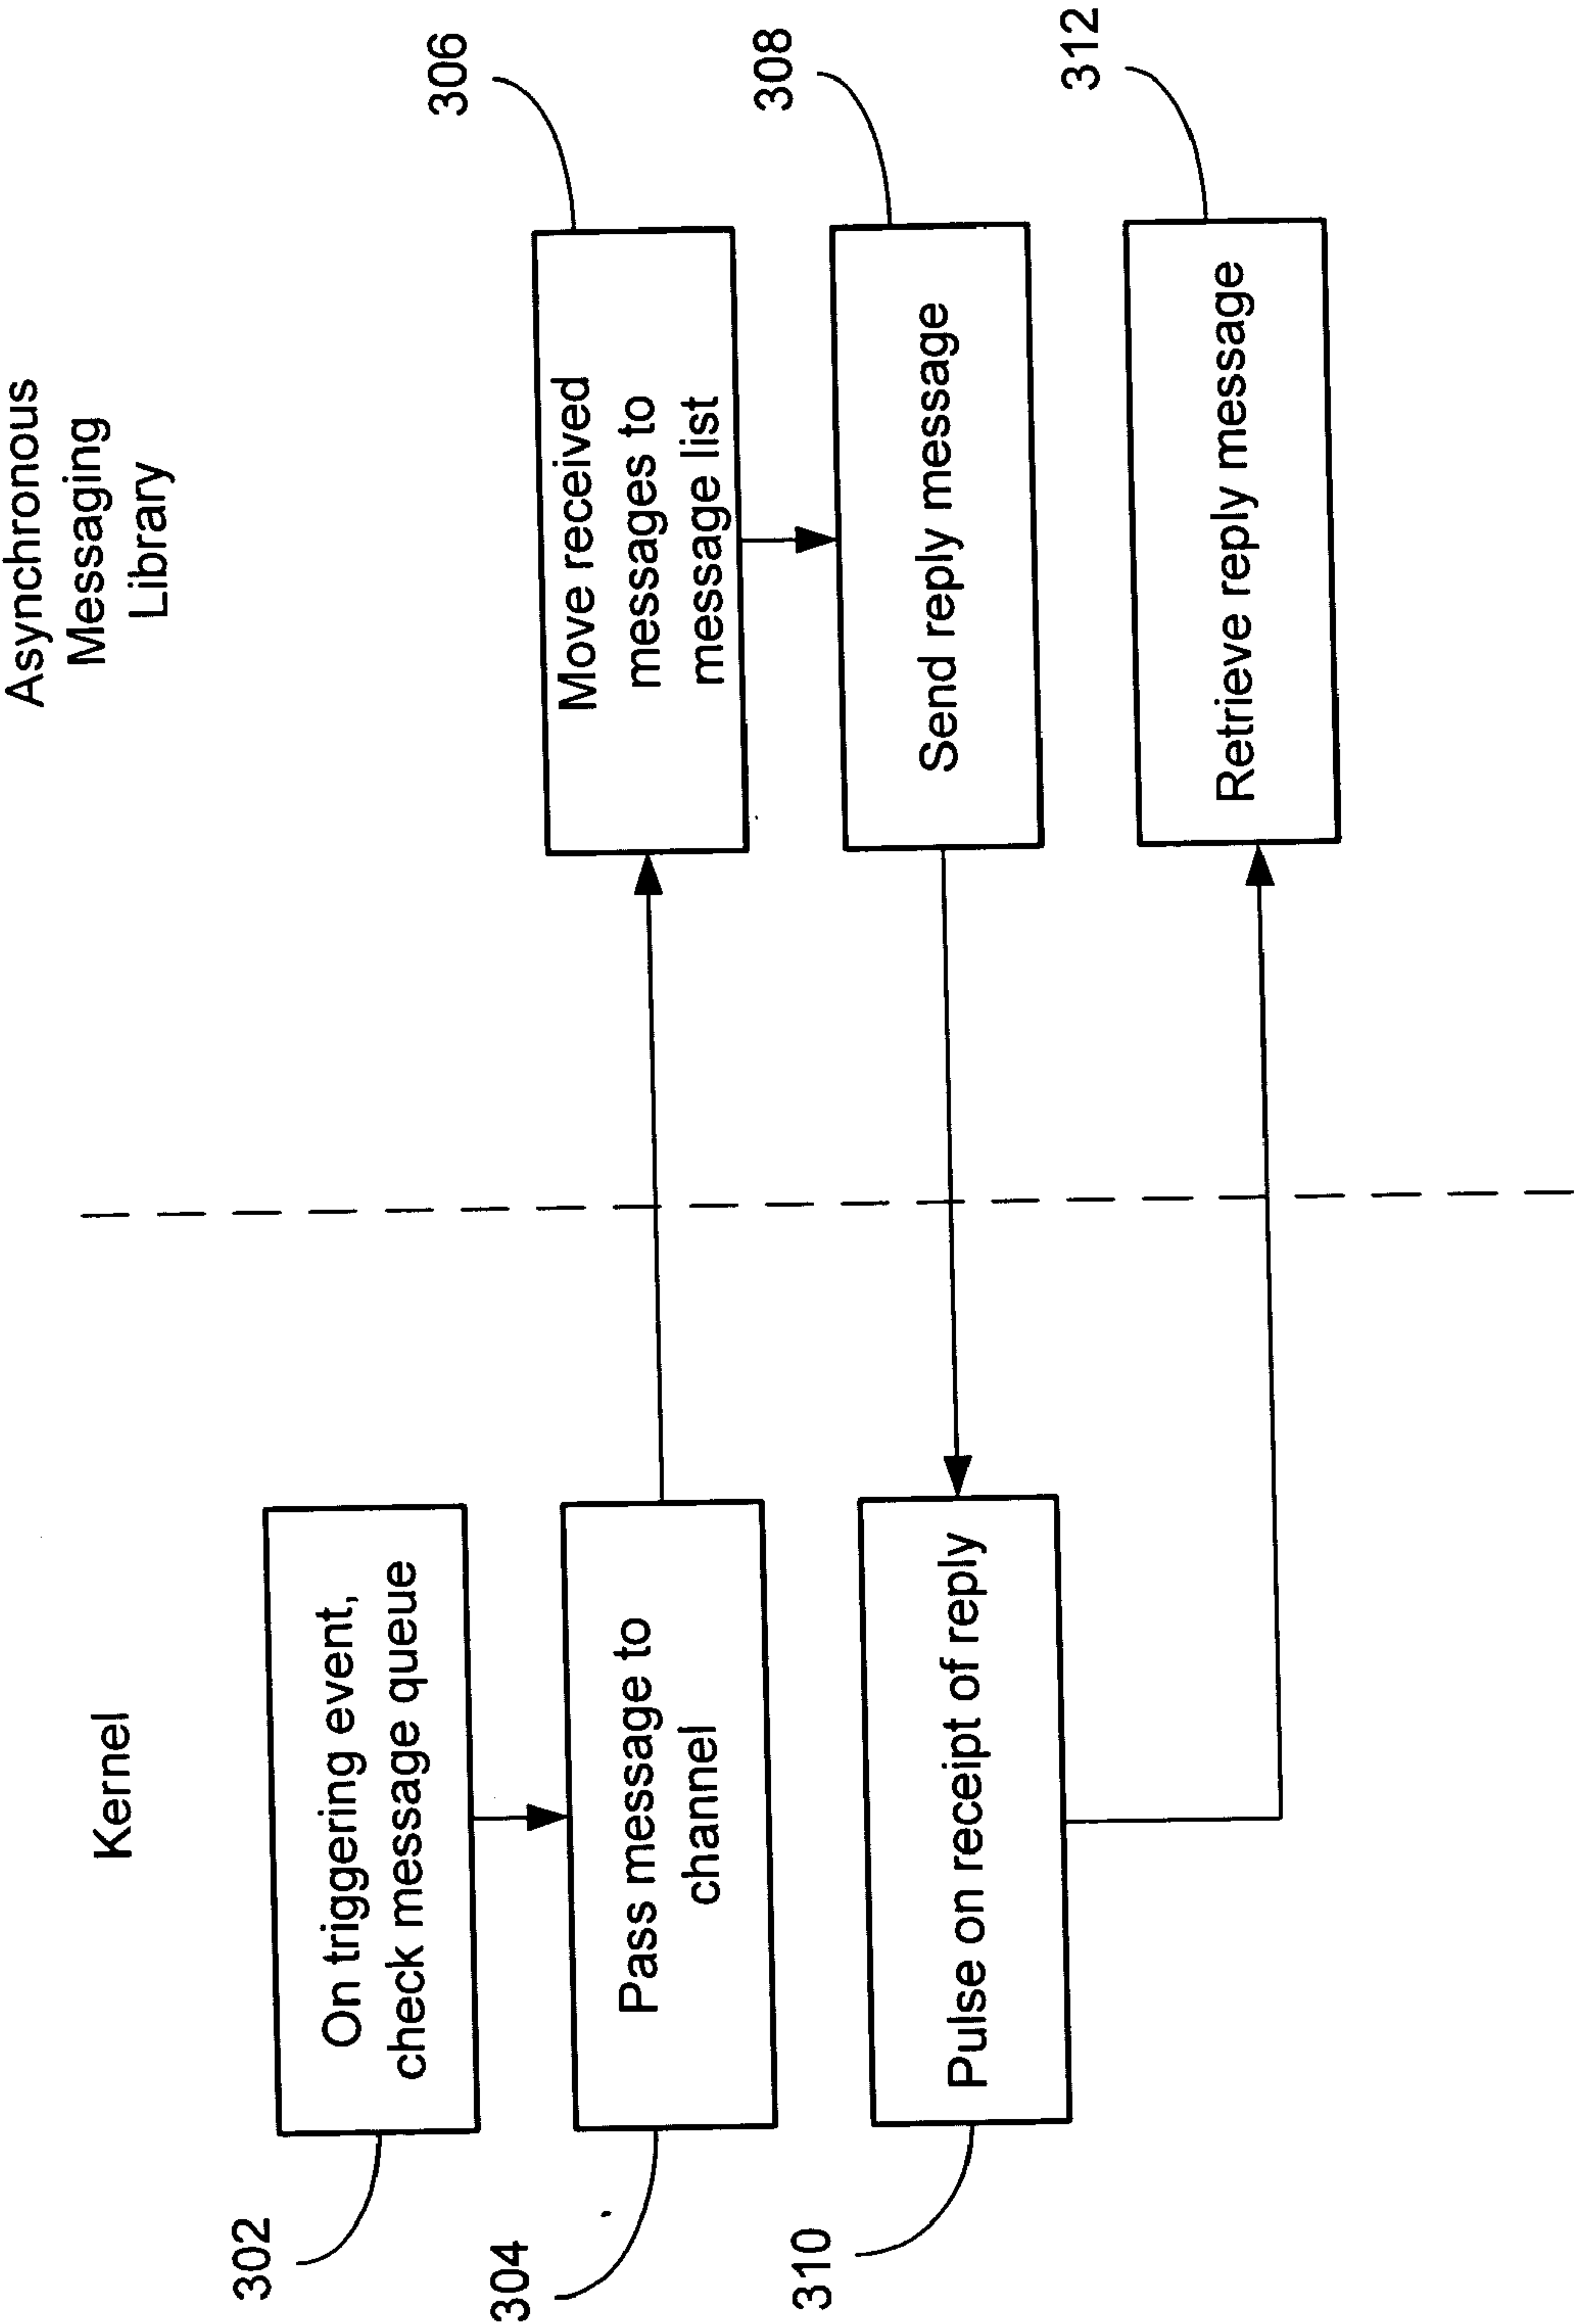 Kernel
Asynchronous
Messaging
Library
302
On triggering event,
check message queue
304
Pass message to
channel
306
Move received
messages to
message list
308
Send reply message
310
Pulse on receipt of reply
312
Retrieve reply message